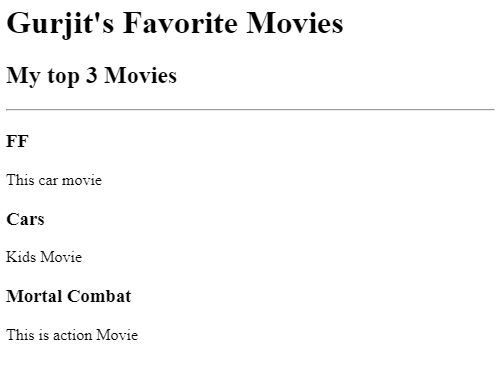 Gurjit's Favorite Movies
My top 3 Movies
FF
This car movie
Cars
Kids Movie
Mortal Combat
This is action Movie